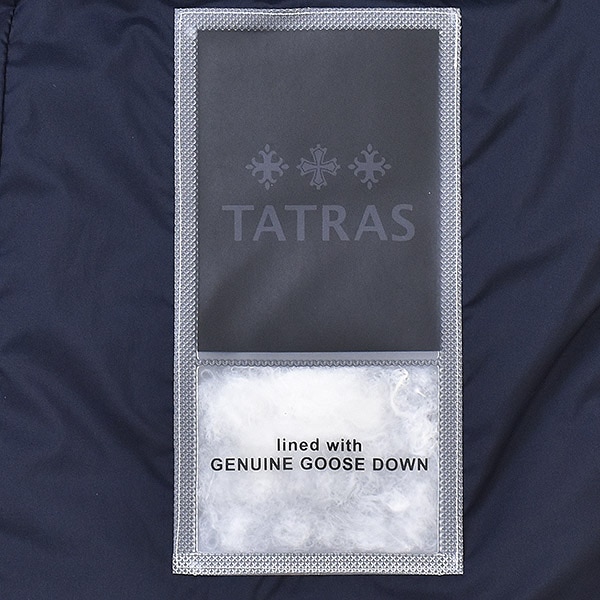 TATRAS
lined with
GENUINE GOOSE DOWN